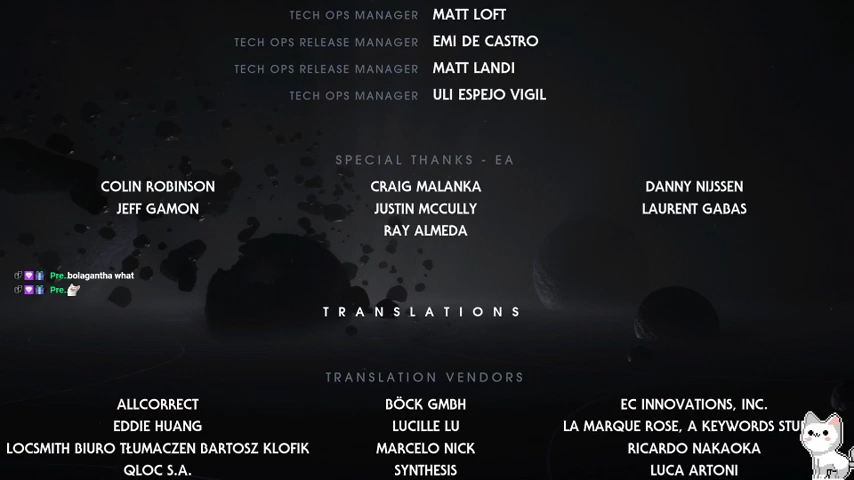 TECH OPS MANAGER MATT LOFT
TECH OPS RELEASE MANAGER EMI DE CASTRO
TECH OPS RELEASE MANAGER MATT LANDI
TECH OPS MANAGER ULI ESPEJO VIGIL
SPECIAL THANKS - EA
COLIN ROBINSON CRAIG MALANKA DANNY NIJSSEN
JEFF GAMON JUSTIN MCCULLY LAURENT GABAS
RAY ALMEDA
Pre.bolagantha what
Pre.
TRANSLATIONS
TRANSLATION VENDORS
ALLCORRECT BÖCK GMBH EC INNOVATIONS, INC.
EDDIE HUANG LUCILLE LU LA MARQUE ROSE, A KEYWORDS
LOCSMITH BIURO TŁUMACZEN BARTOSZ KLOFIK MARCELO NICK RICARDO NAKAOKA
QLOC S.A. SYNTHESIS LUCA ARTONI